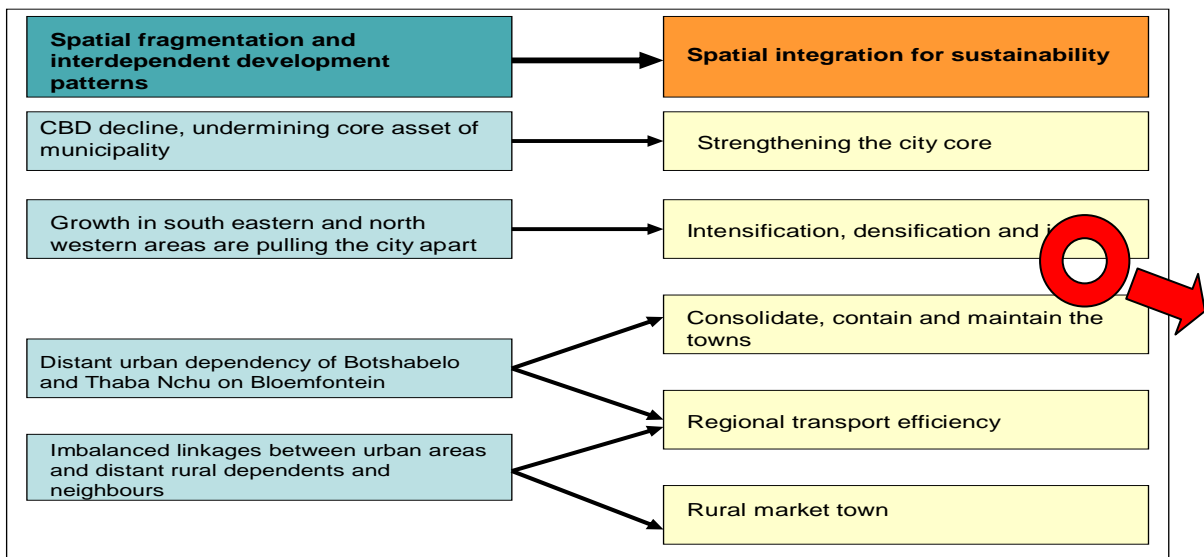 Spatial fragmentation and
interdependent development
patterns
Spatial integration for sustainability
CBD decline, undermining core asset of
municipality
Strengthening the city core
Growth in south eastern and north
western areas are pulling the city apart
Intensification, densification and
Distant urban dependency of Botshabelo
and Thaba Nchu on Bloemfontein
Consolidate, contain and maintain the
towns
Regional transport efficiency
Imbalanced linkages between urban areas
and distant rural dependents and
neighbours
Rural market town